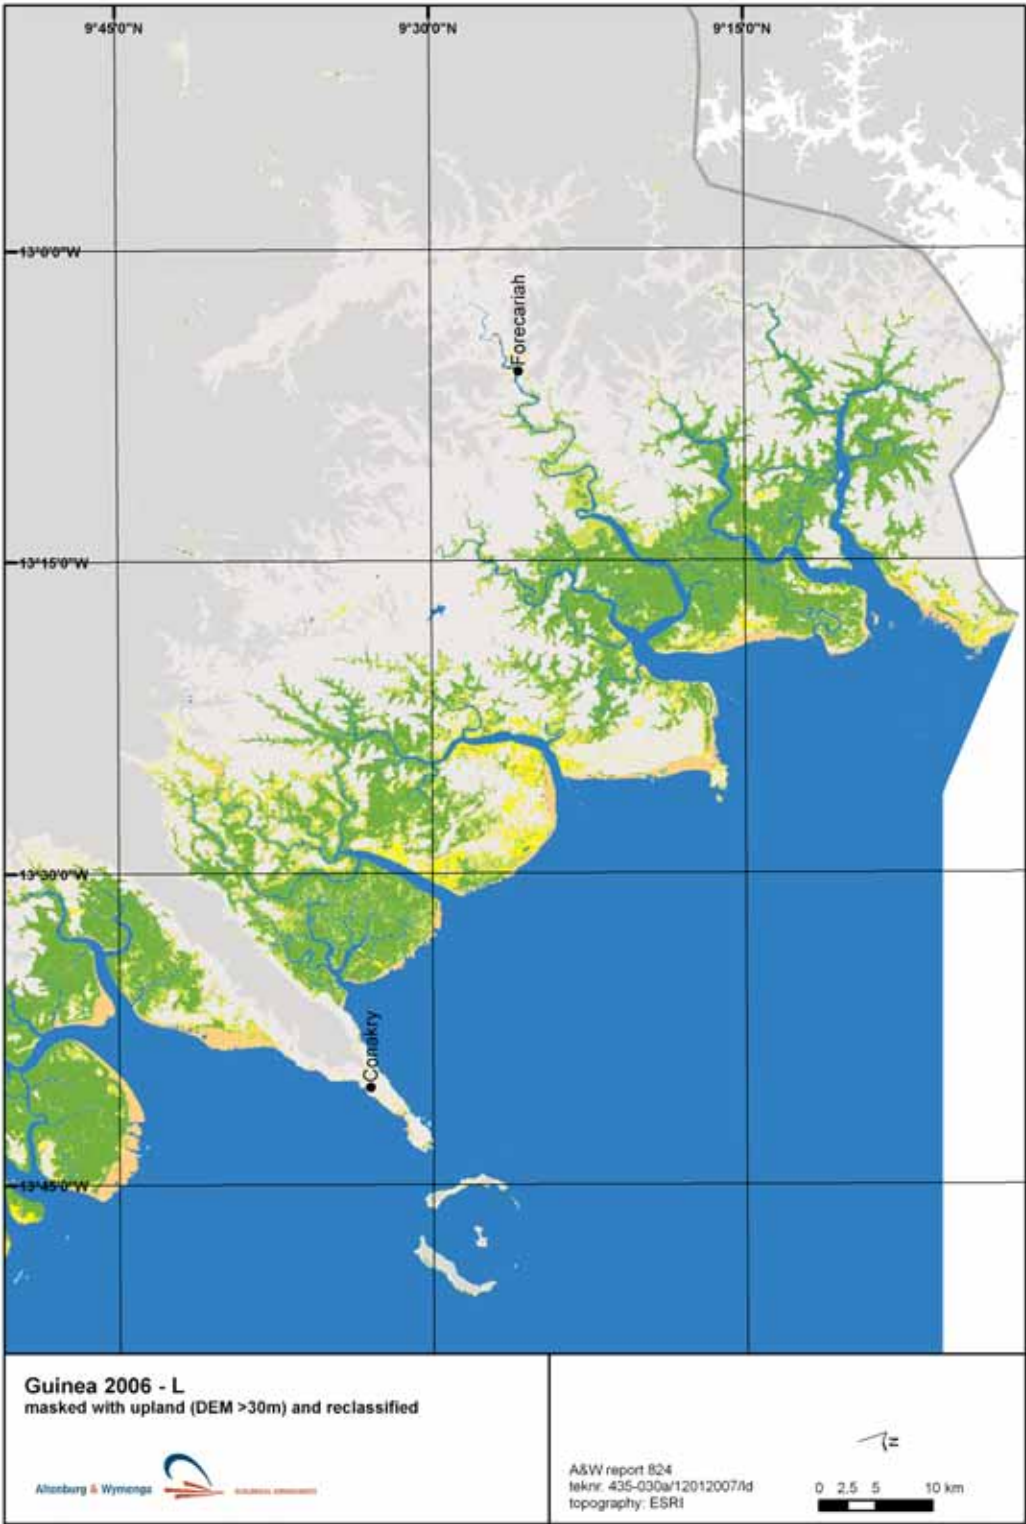 9°45'0"N 9°30'0"N 9°15'0"N
13°0'0"W
Forecariah
13°15'0"W
13°30'0"W
Conakry
13°45'0"W
Guinea 2006 - L
masked with upland (DEM >30m) and reclassified
Altenburg & Wymenga
A&W report 824
teknr. 435-030a/12012007/ld
topography: ESRI
N
0 2,5 5 10 km